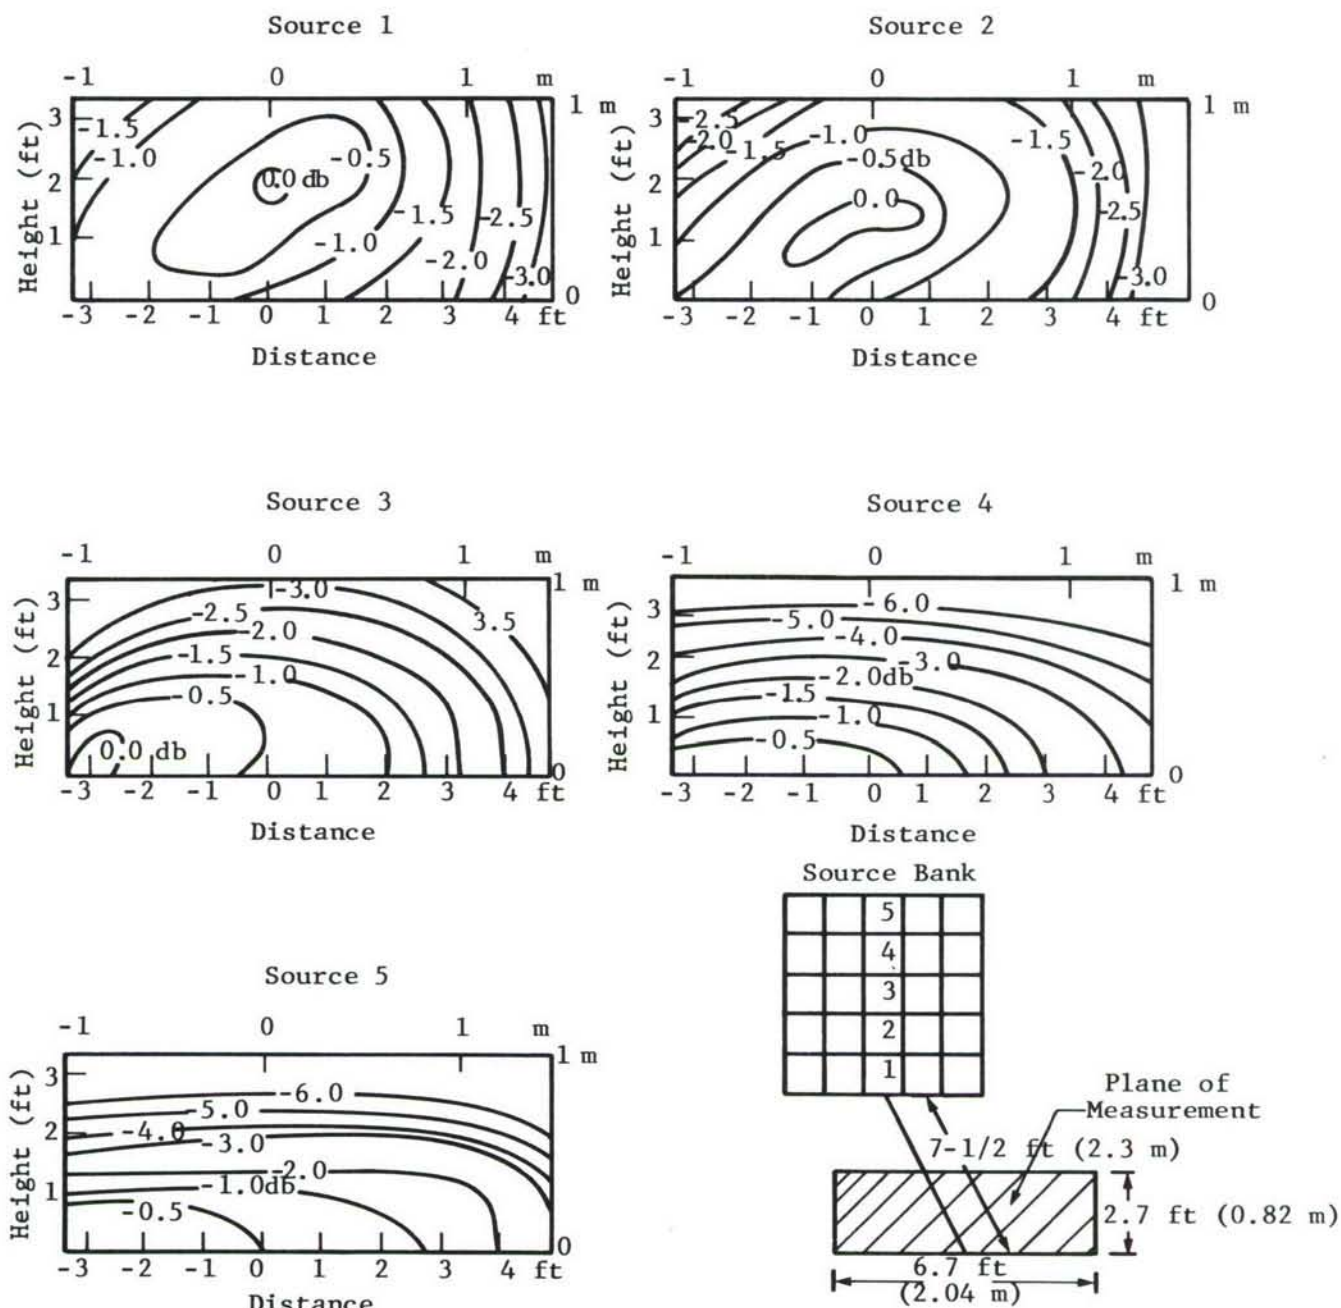 Source 1
-1 0 1 m
1 m
3
2
1
Height (ft)
-1.5
-1.0
-0.5
0.0 db
-1.5
-2.5
-1.0
-2.0
-3.0
0
-3 -2 -1 0 1 2 3 4 ft
Distance
Source 2
-1 0 1 m
1 m
3
2
1
Height (ft)
-2.5
-2.0
-1.5
-1.0
-1.5
-0.5db
-2.0
0.0
-2.5
-3.0
0
-3 -2 -1 0 1 2 3 4 ft
Distance
Source 3
-1 0 1 m
1 m
3
2
1
Height (ft)
-3.0
-2.5
3.5
-2.0
-1.5
-1.0
-0.5
0.0 db
0
-3 -2 -1 0 1 2 3 4 ft
Distance
Source 4
-1 0 1 m
1 m
3
2
1
Height (ft)
-6.0
-5.0
-4.0
-3.0
-2.0db
-1.5
-1.0
-0.5
0
-3 -2 -1 0 1 2 3 4 ft
Distance
Source 5
-1 0 1 m
1 m
3
2
1
Height (ft)
-6.0
-5.0
-4.0
-3.0
-2.0
-1.0db
-0.5
0
-3 -2 -1 0 1 2 3 4 ft
Distance
Source Bank
5
4
3
2
1
Plane of
Measurement
7-1/2 ft (2.3 m)
2.7 ft (0.82 m)
6.7 ft
(2.04 m)